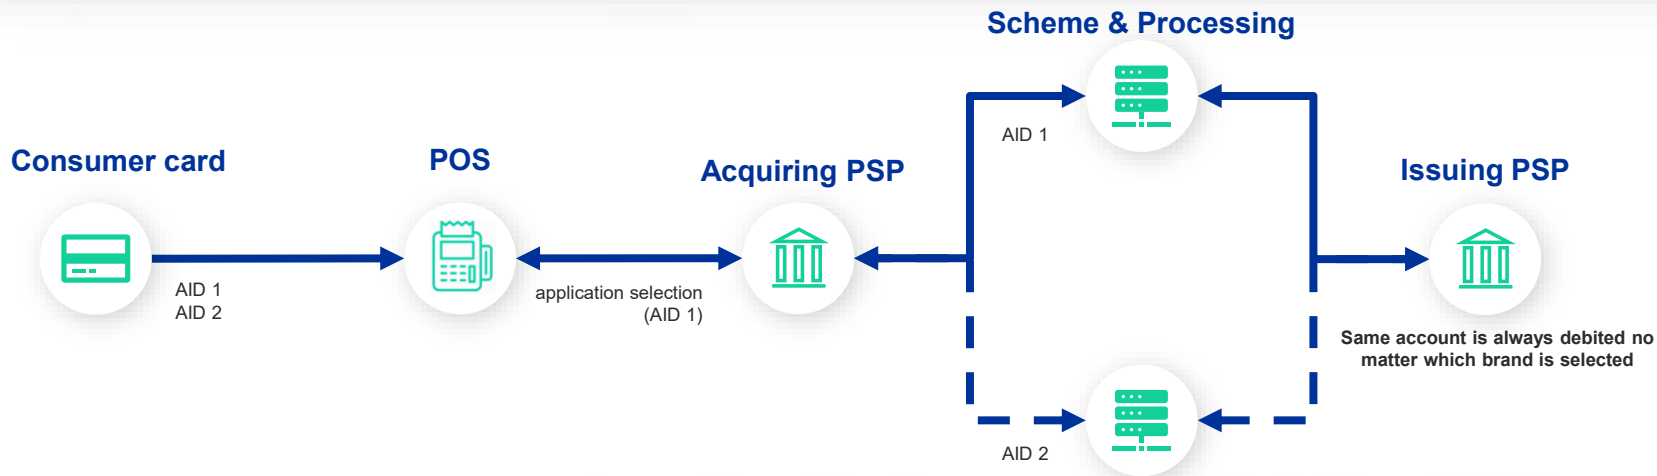 Scheme & Processing
AID 1
Consumer card
POS
Acquiring PSP
Issuing PSP
AID 1
AID 2
application selection
(AID 1)
Same account is always debited no
matter which brand is selected
AID 2